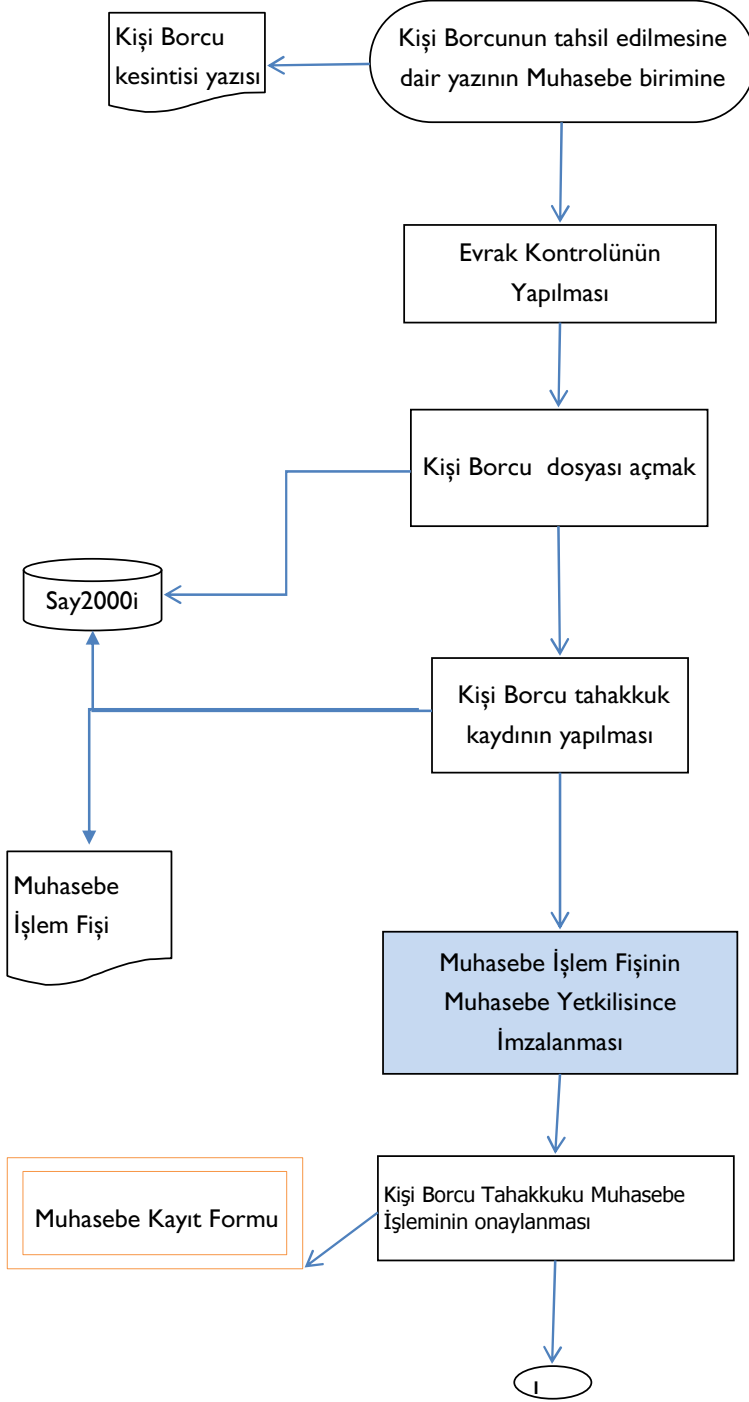 Kişi Borcu
kesintisi yazısı
Kişi Borcunun tahsil edilmesine
dair yazının Muhasebe birimine
Evrak Kontrolünün
Yapılması
Kişi Borcu dosyası açmak
Say2000i
Kişi Borcu tahakkuk
kaydının yapılması
Muhasebe
İşlem Fişi
Muhasebe İşlem Fişinin
Muhasebe Yetkilisince
İmzalanması
Muhasebe Kayıt Formu
Kişi Borcu Tahakkuku Muhasebe
İşleminin onaylanması
1